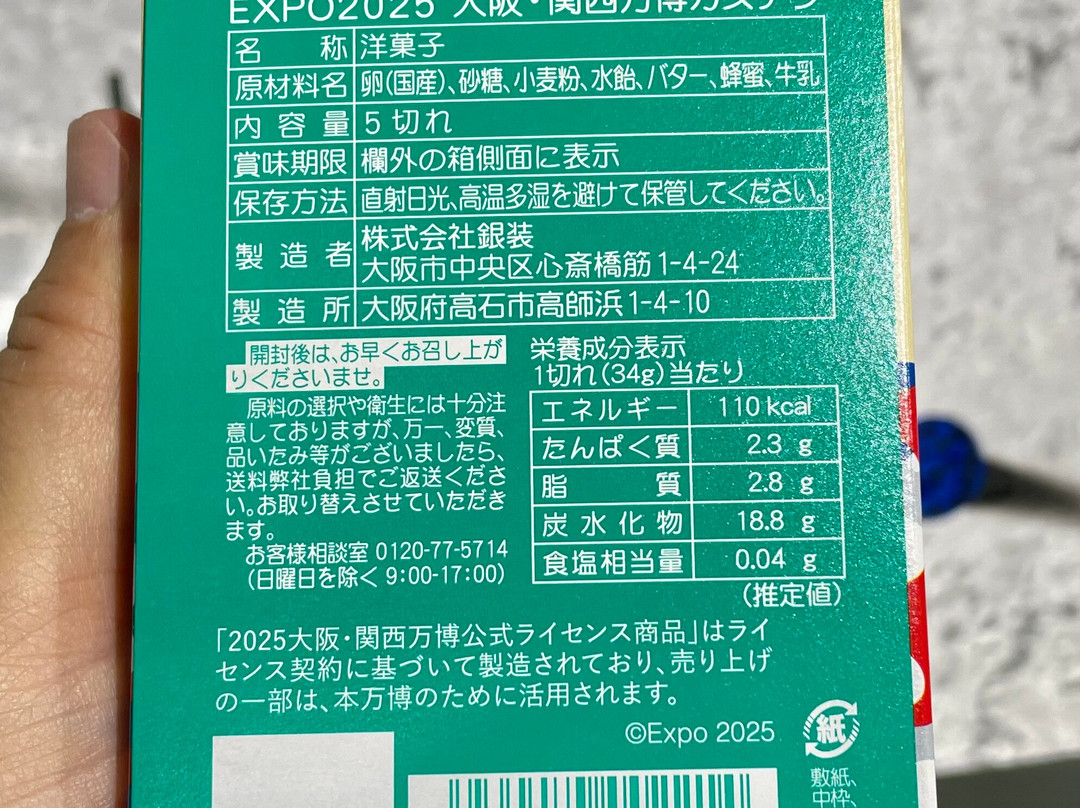 EXPO2025 大阪・関西万博カステラ
名称 洋菓子
原材料名 卵(国産)、砂糖、小麦粉、水飴、バター、蜂蜜、牛乳
内容量 5切れ
賞味期限 欄外の箱側面に表示
保存方法 直射日光、高温多湿を避けて保管してください。
製造者 株式会社銀装
大阪市中央区心斎橋筋1-4-24
製造所 大阪府高石市高師浜1-4-10
開封後は、お早くお召し上が
りくださいませ。
原料の選択や衛生には十分注
意しておりますが、万一、変質、
品いたみ等がございましたら、
送料弊社負担でご返送くださ
い。お取り替えさせていただき
ます。
お客様相談室 0120-77-5714
(日曜日を除く 9:00-17:00)
栄養成分表示
1切れ(34g)当たり
エネルギー 110 kcal
たんぱく質 2.3 g
脂質 2.8 g
炭水化物 18.8 g
食塩相当量 0.04 g
(推定値)
「2025大阪・関西万博公式ライセンス商品」はライ
センス契約に基づいて製造されており、売り上げ
の一部は、本万博のために活用されます。
©Expo 2025
紙
敷紙、
中枠、